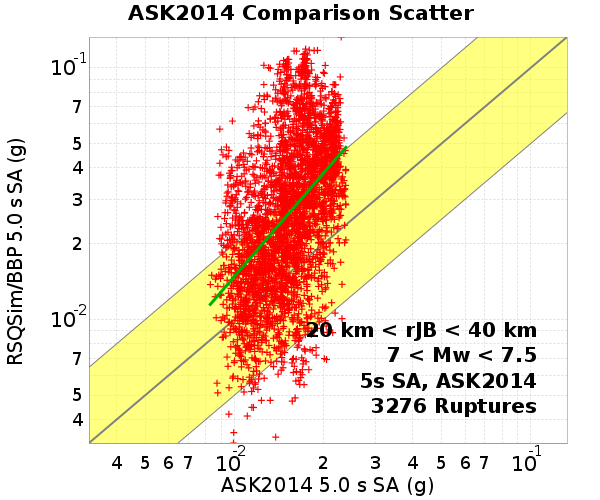 ASK2014 Comparison Scatter
RSQSim/BBP 5.0 s SA (g)
10-1
7
5
4
3
2
10-2
7
5
4
20 km < rJB < 40 km
7 < Mw < 7.5
5s SA, ASK2014
3276 Ruptures
4 5 6 7 10-2 2 3 4 5 6 7 10-1
ASK2014 5.0 s SA (g)